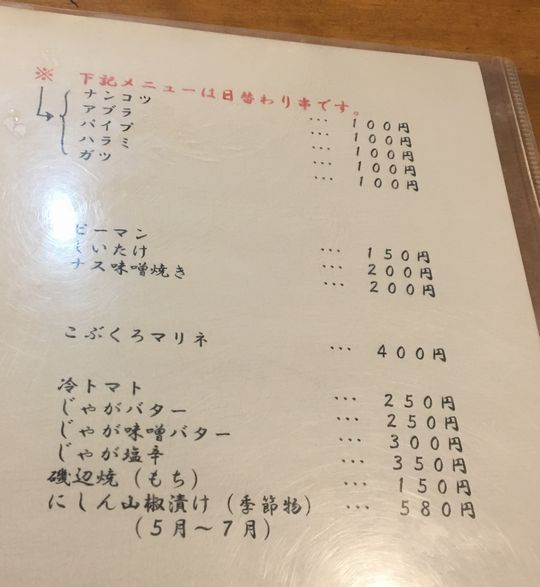 ※ 下記メニューは日替わり串です。
ナンコツ … 100円
アブラ … 100円
パイプ … 100円
ハラミ … 100円
ガツ … 100円
ピーマン … 150円
まいたけ … 200円
ナス味噌焼き … 200円
こぶくろマリネ … 400円
冷トマト … 250円
じゃがバター … 250円
じゃが味噌バター … 300円
じゃが塩辛 … 350円
磯辺焼(もち) … 150円
にしん山椒漬け(季節物) … 580円
(5月〜7月)